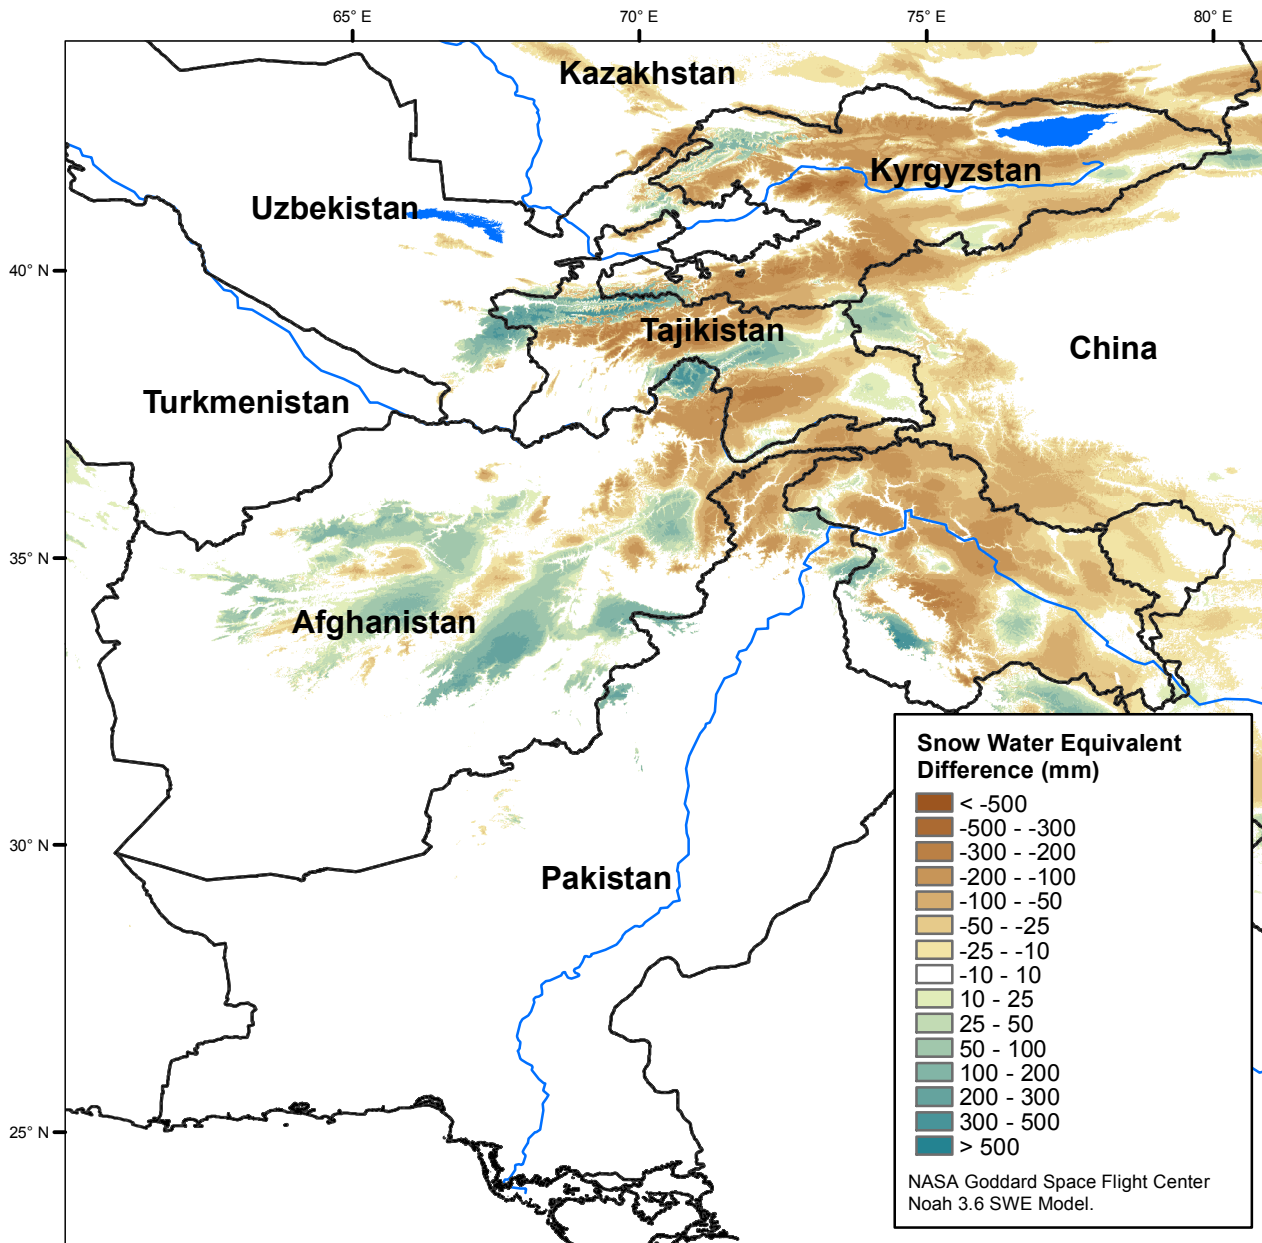 65° E 70° E 75° E 80° E
Kazakhstan
Kyrgyzstan
Uzbekistan
40° N
Tajikistan
China
Turkmenistan
35° N
Afghanistan
Snow Water Equivalent
Difference (mm)
< -500
-500 - -300
-300 - -200
-200 - -100
-100 - -50
-50 - -25
-25 - -10
-10 - 10
10 - 25
25 - 50
50 - 100
100 - 200
200 - 300
300 - 500
> 500
30° N
Pakistan
25° N
NASA Goddard Space Flight Center
Noah 3.6 SWE Model.